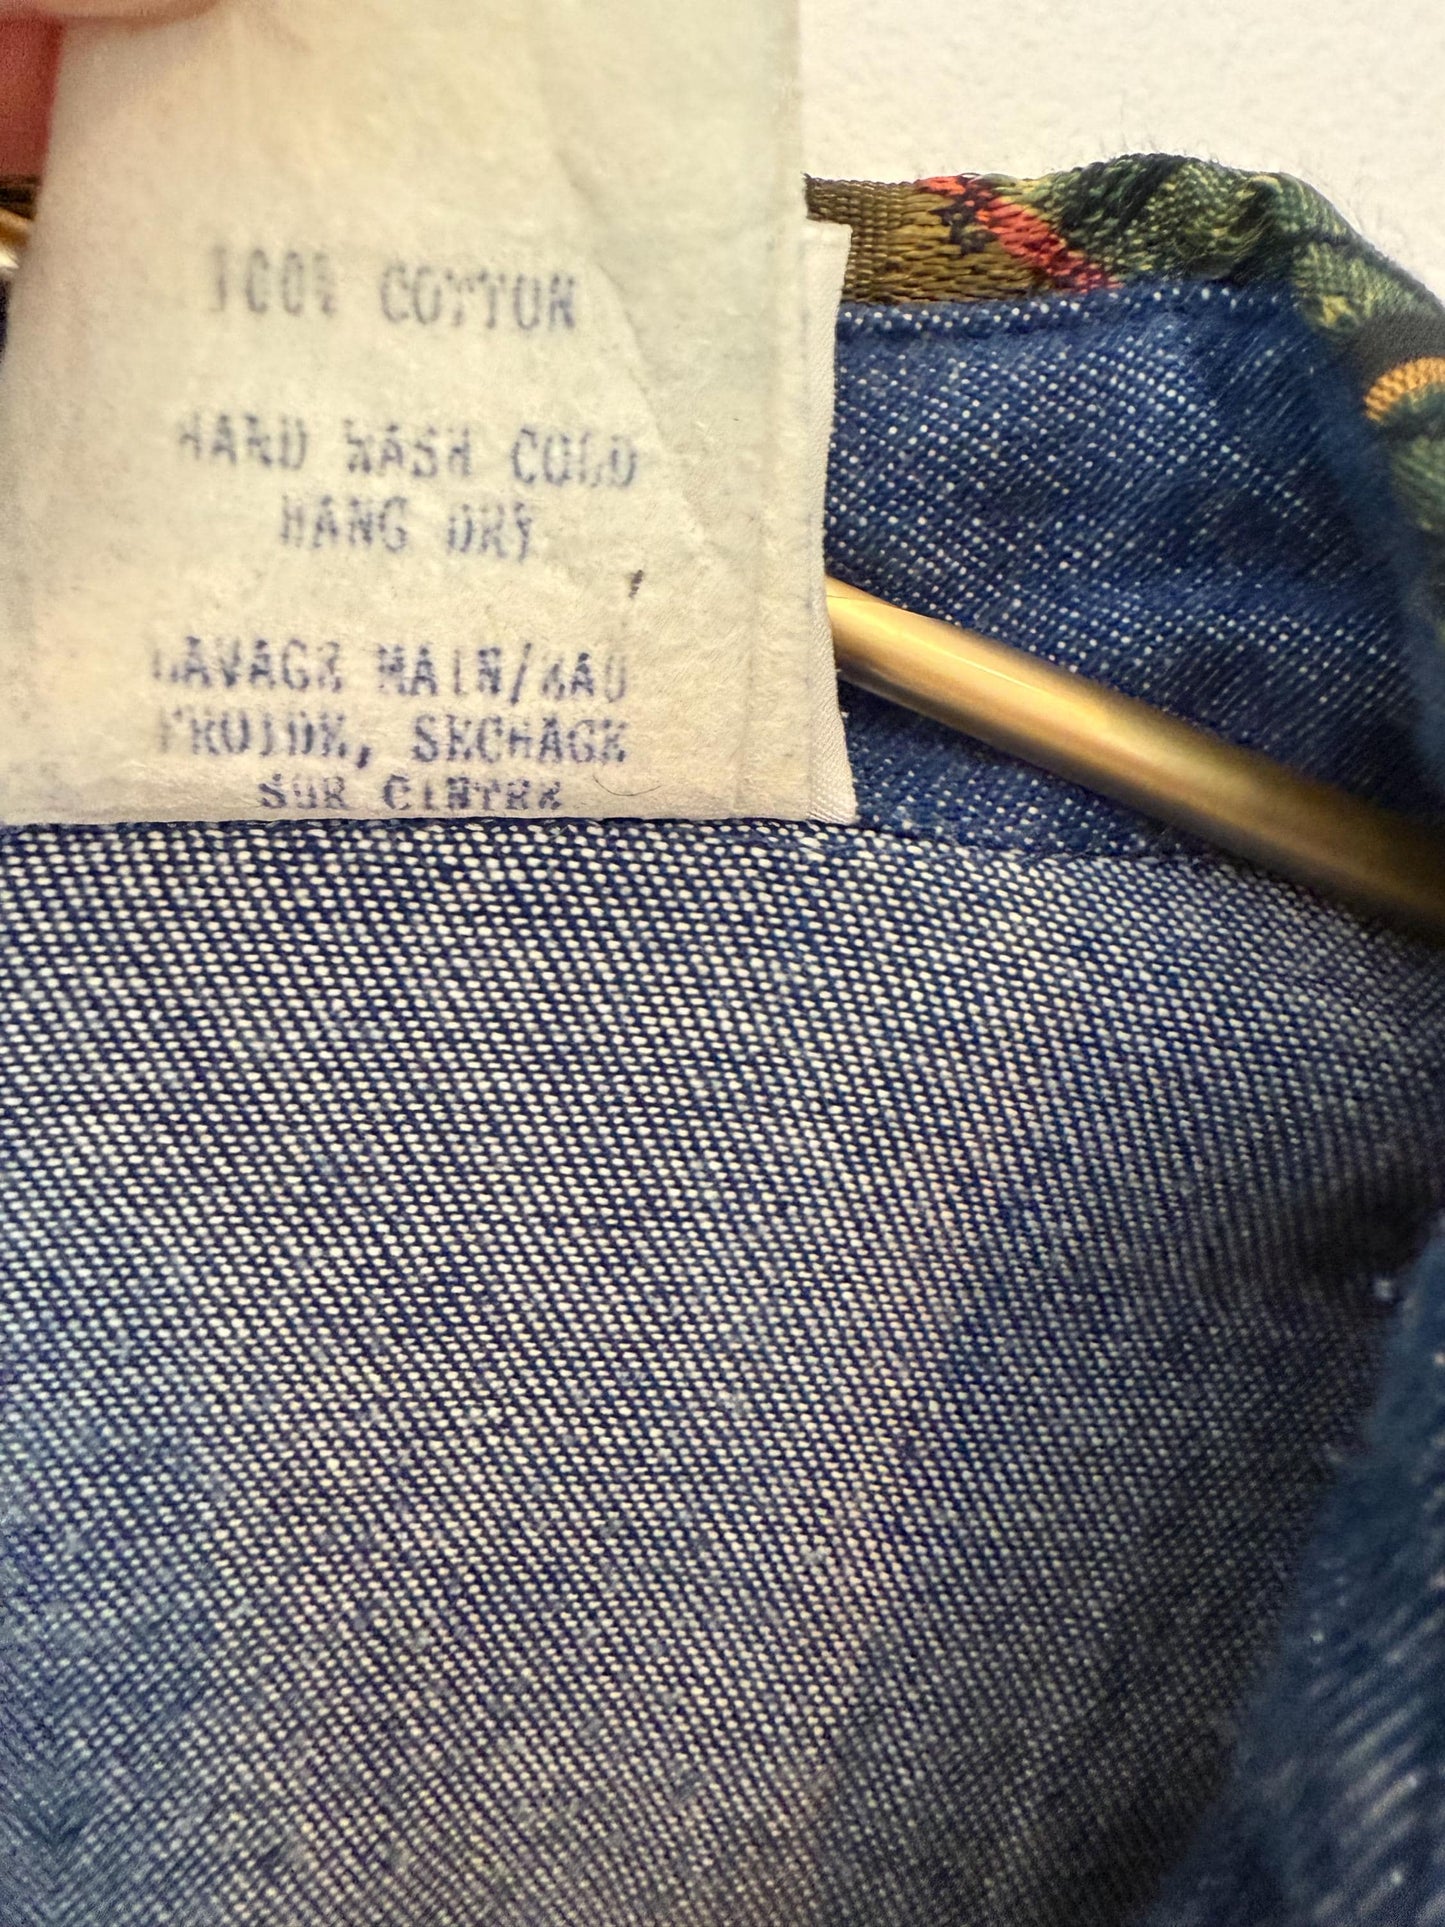 100% COTTON
HAND WASH COLD
HANG DRY
LAVAGE MAIN/EAU
FROIDE, SECHAGE
SUR CINTRE